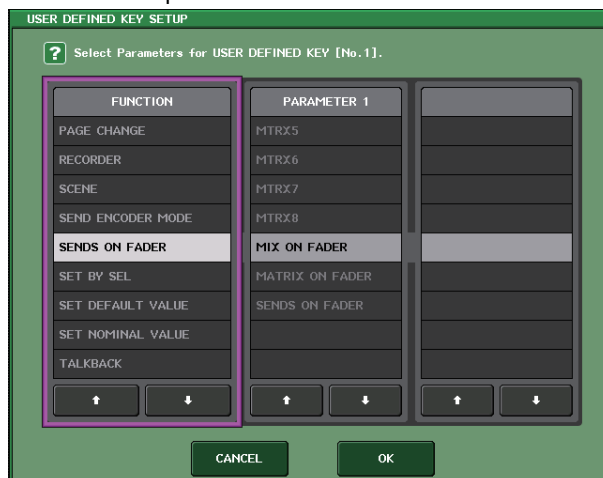 USER DEFINED KEY SETUP
? Select Parameters for USER DEFINED KEY [No.1].
FUNCTION
PAGE CHANGE
RECORDER
SCENE
SEND ENCODER MODE
SENDS ON FADER
SET BY SEL
SET DEFAULT VALUE
SET NOMINAL VALUE
TALKBACK
PARAMETER 1
MTRX5
MTRX6
MTRX7
MTRX8
MIX ON FADER
MATRIX ON FADER
SENDS ON FADER
CANCEL
OK